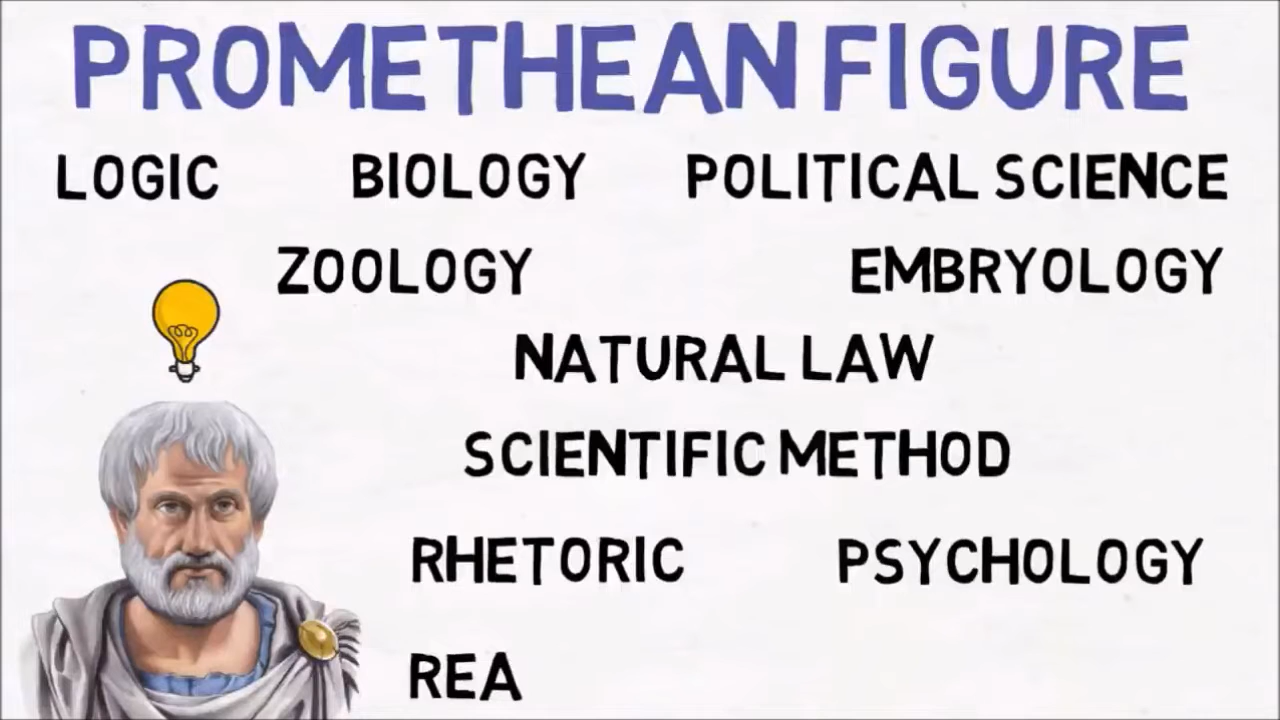 PROMETHEAN FIGURE
LOGIC BIOLOGY POLITICAL SCIENCE
ZOOLOGY EMBRYOLOGY
NATURAL LAW
SCIENTIFIC METHOD
RHETORIC PSYCHOLOGY
REA